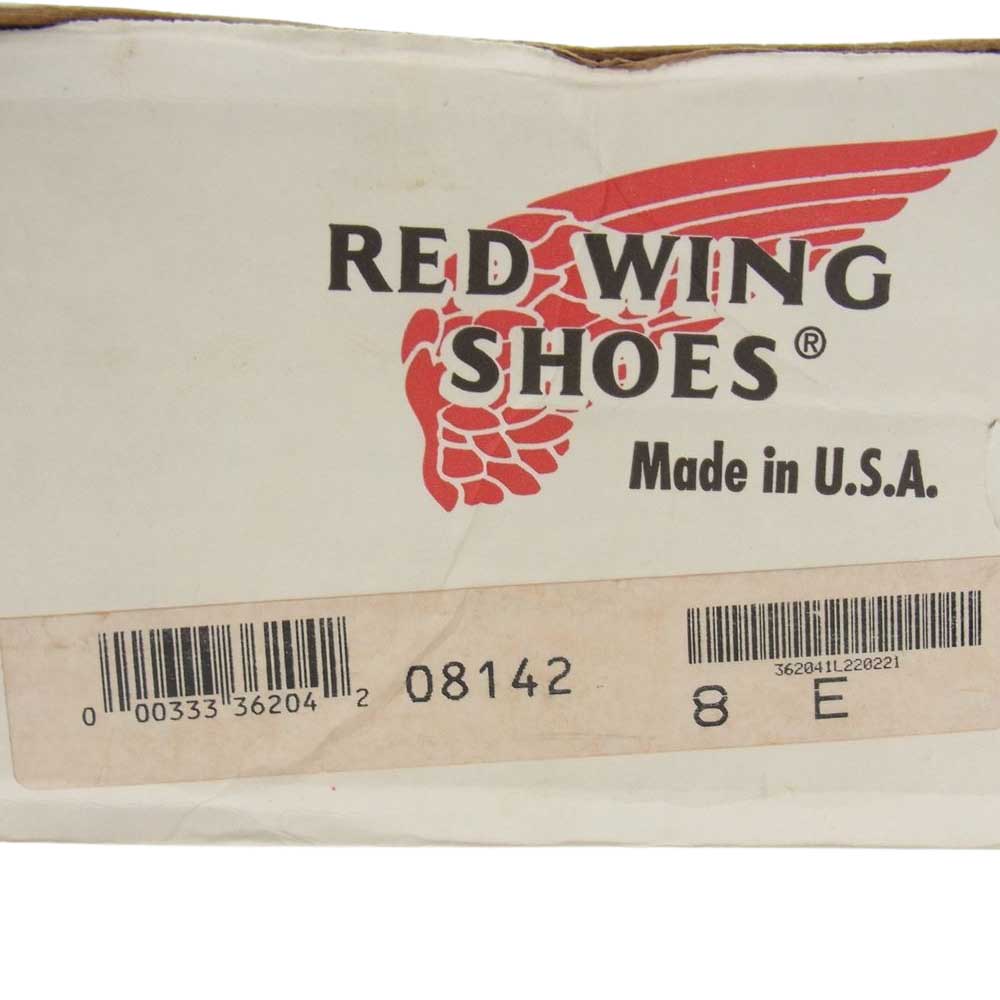 RED WING
SHOES®
Made in U.S.A.
0 00333 36204 2
08142
362041L220221
8 E